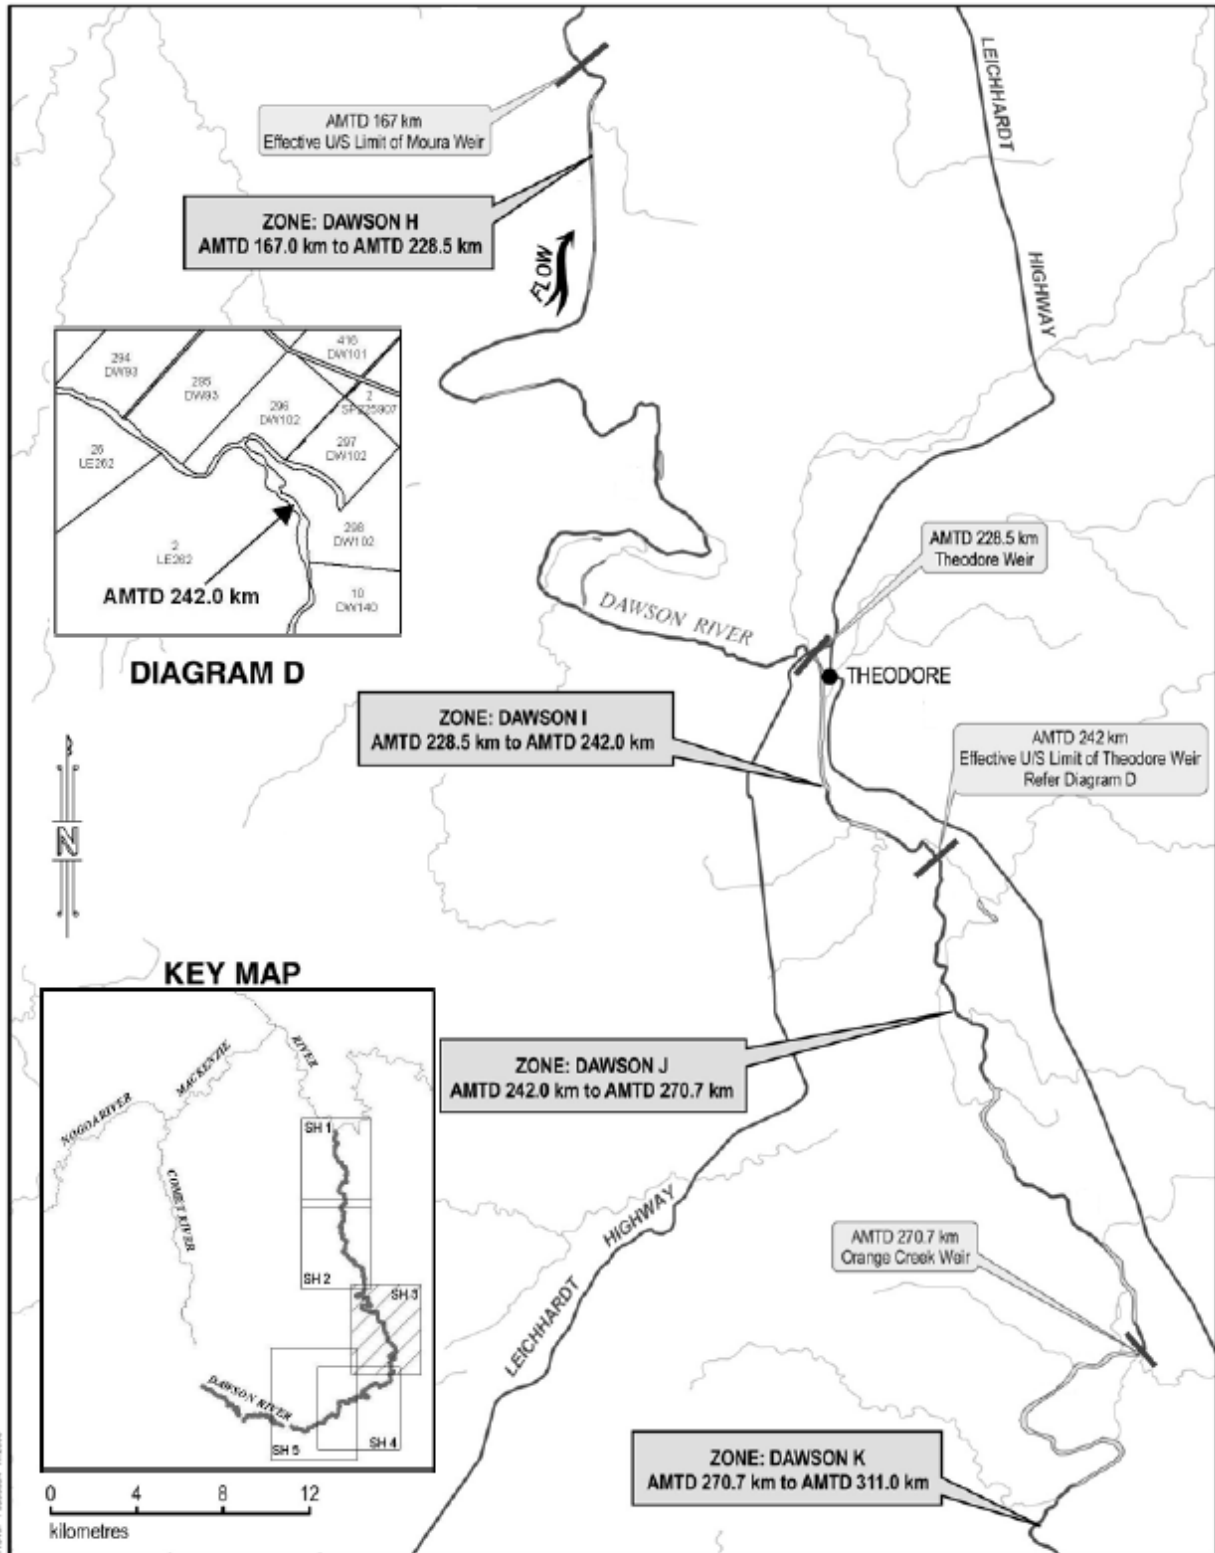 LEICHHARDT
HIGHWAY
AMTD 167 km
Effective U/S Limit of Moura Weir
ZONE: DAWSON H
AMTD 167.0 km to AMTD 228.5 km
FLOW
294
DW93
295
DW93
416
DW101
296
DW102
2
SP225907
297
DW102
26
LE262
2
LE262
298
DW102
10
DW140
AMTD 242.0 km
DIAGRAM D
AMTD 228.5 km
Theodore Weir
DAWSON RIVER
THEODORE
ZONE: DAWSON I
AMTD 228.5 km to AMTD 242.0 km
AMTD 242 km
Effective U/S Limit of Theodore Weir
Refer Diagram D
N
KEY MAP
NOGOA RIVER
MACKENZIE
RIVER
COMET RIVER
SH 1
SH 2
SH 3
DAWSON RIVER
SH 5
SH 4
0 4 8 12
kilometres
ZONE: DAWSON J
AMTD 242.0 km to AMTD 270.7 km
LEICHHARDT
HIGHWAY
AMTD 270.7 km
Orange Creek Weir
ZONE: DAWSON K
AMTD 270.7 km to AMTD 311.0 km